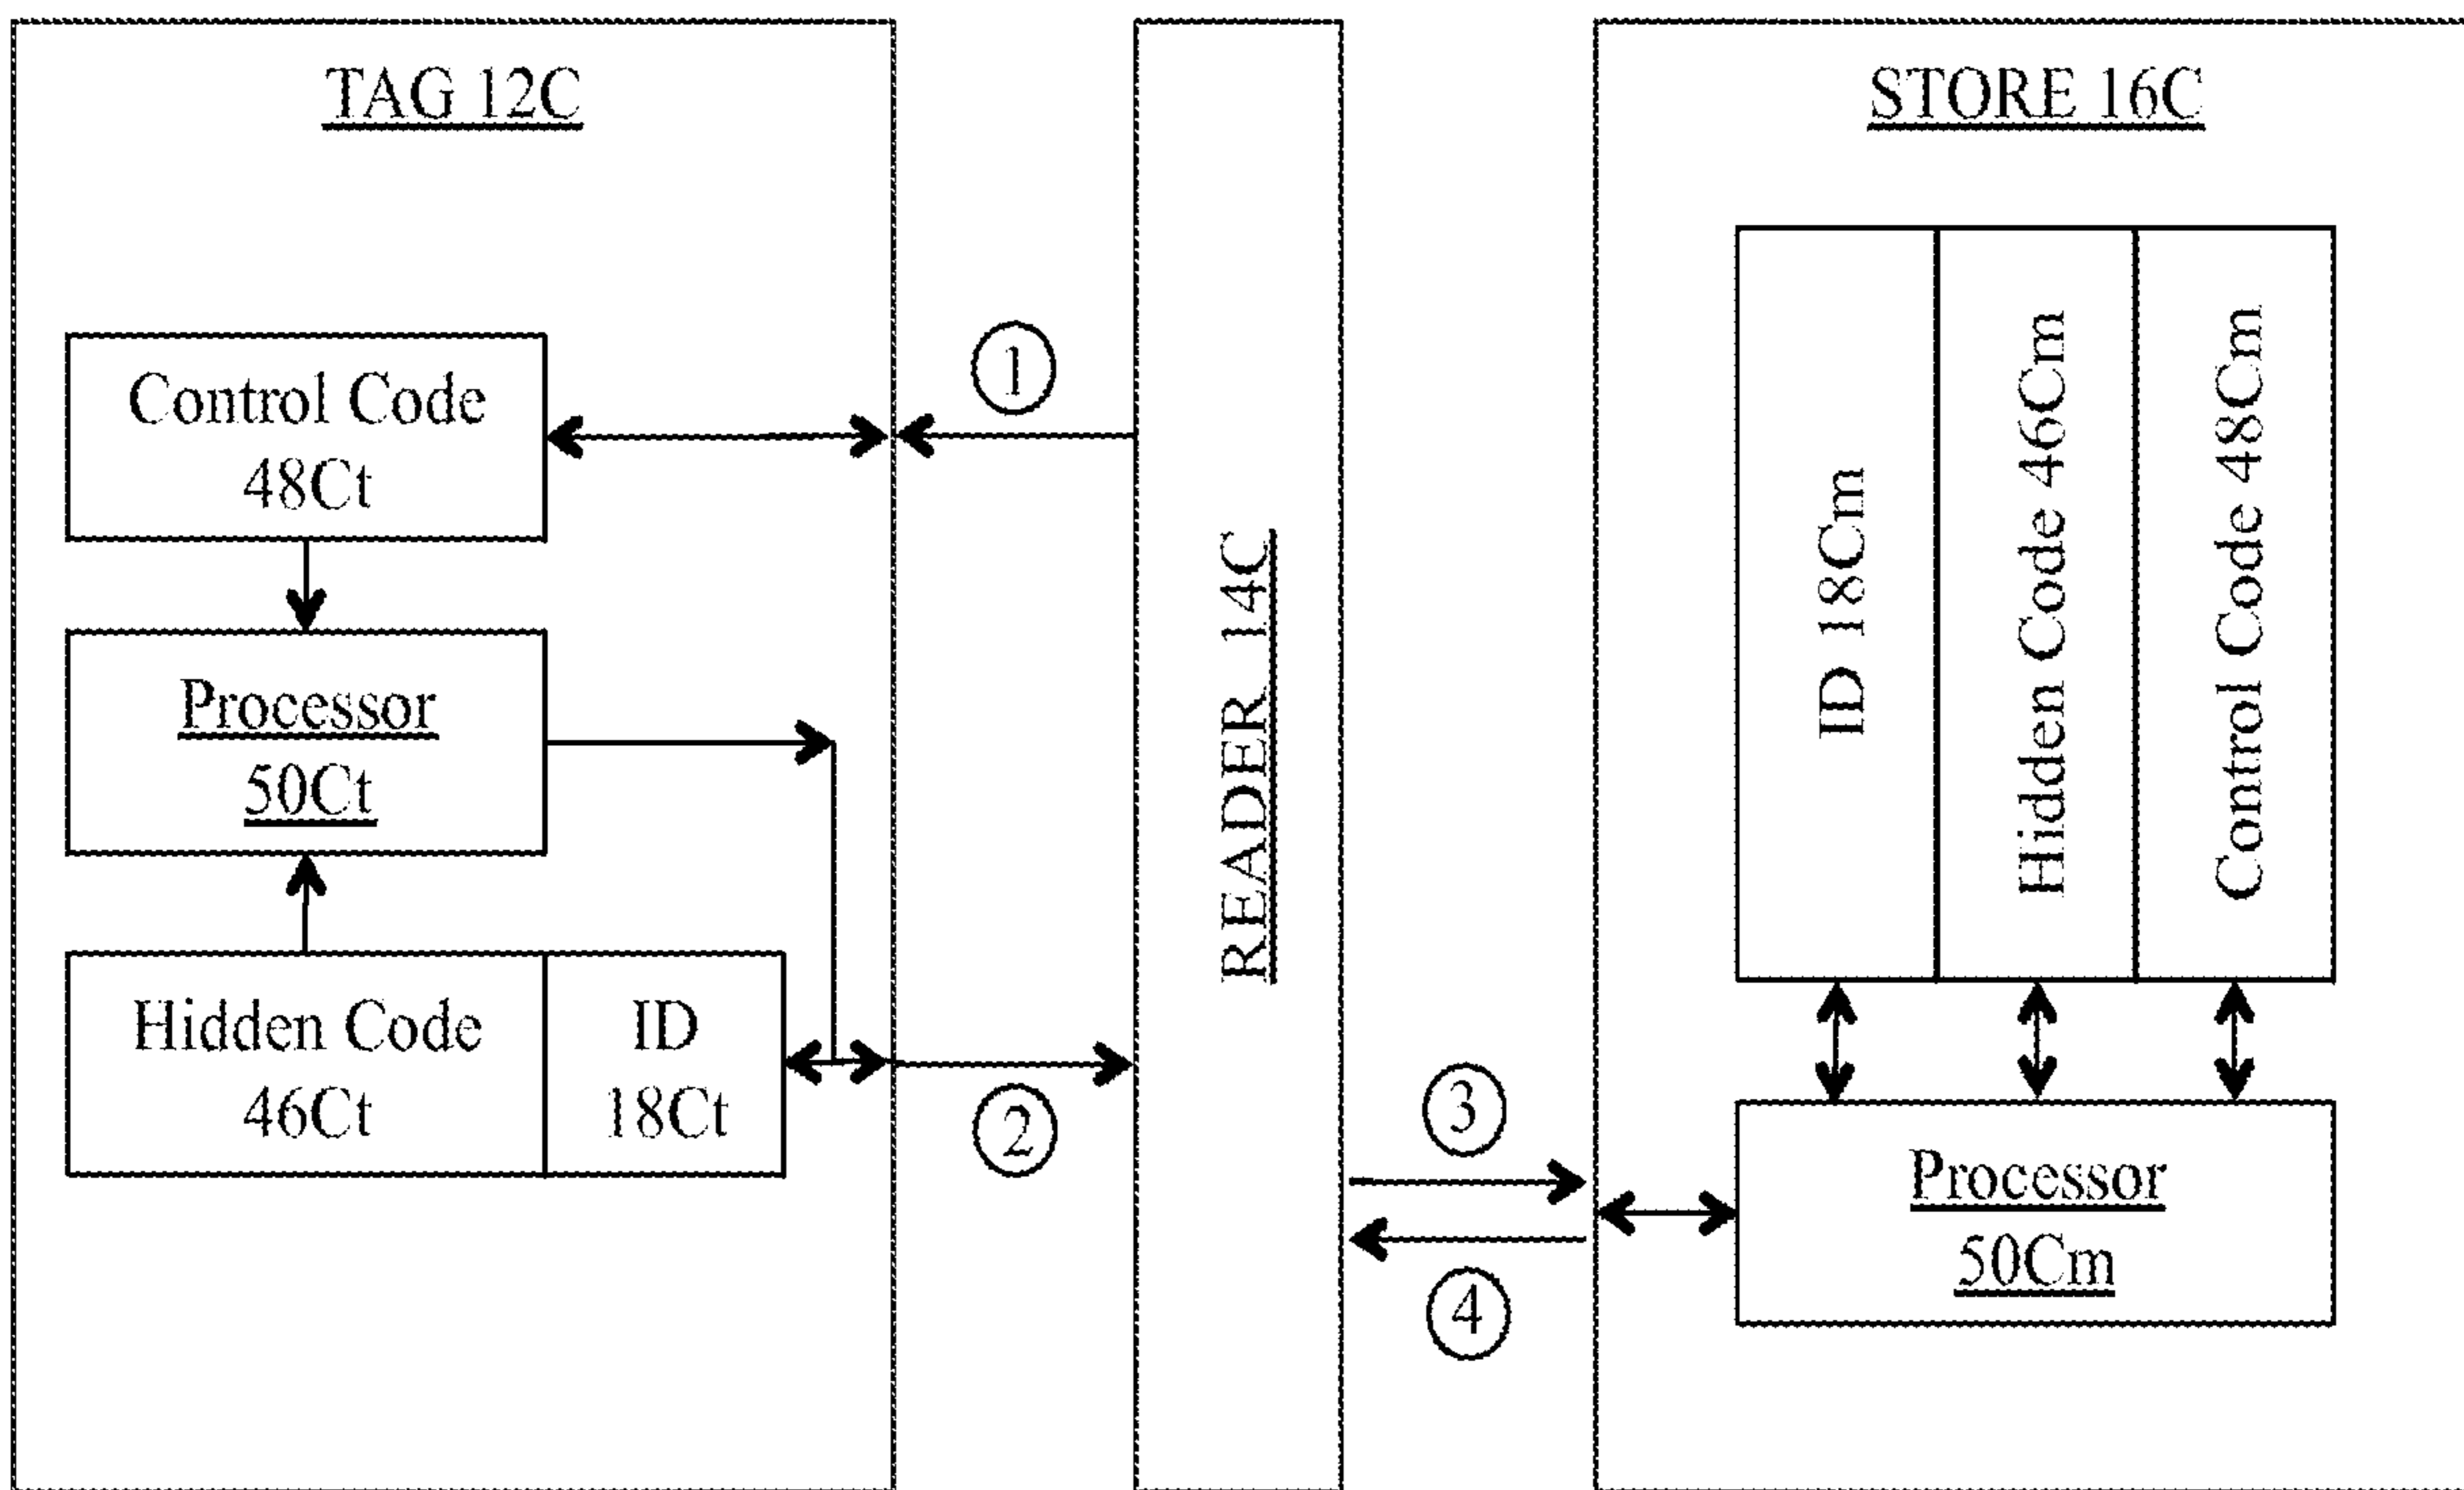 TAG 12C
Control Code
48Ct
Processor
50Ct
Hidden Code
46Ct
ID
18Ct
1
2
READER 14C
3
4
STORE 16C
ID 18Cm
Hidden Code 46Cm
Control Code 48Cm
Processor
50Cm